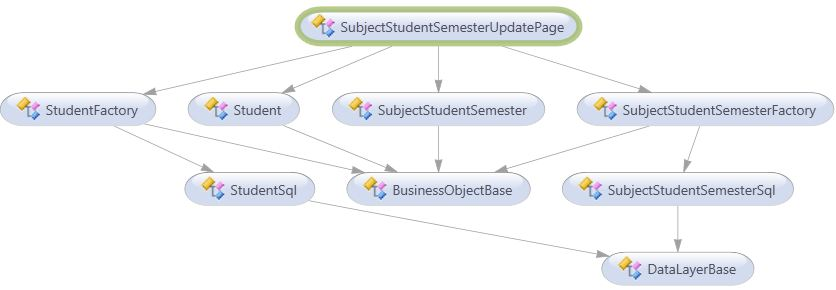 SubjectStudentSemesterUpdatePage
StudentFactory
Student
SubjectStudentSemester
SubjectStudentSemesterFactory
StudentSql
BusinessObjectBase
SubjectStudentSemesterSql
DataLayerBase